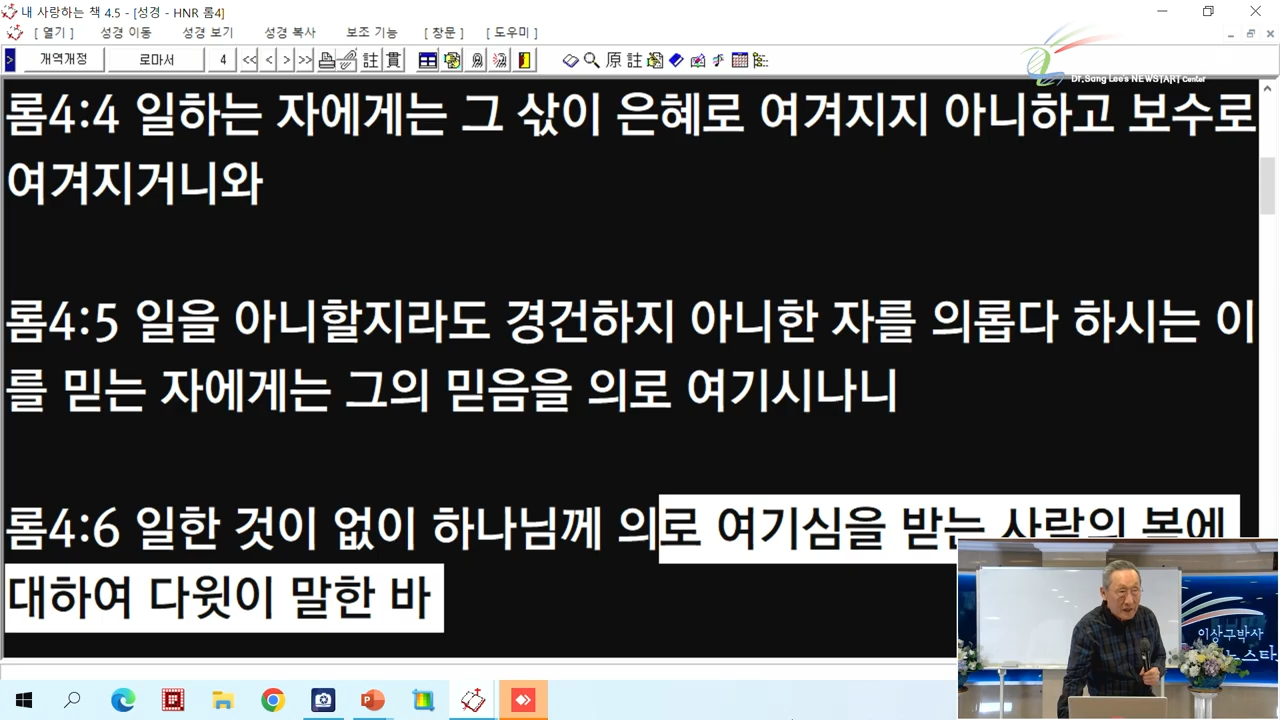 내 사랑하는 책 4.5 - [성경 - HNR 롬4]
[ 열기 ] 성경 이동 성경 보기 성경 복사 보조 기능 [ 창문 ] [ 도우미 ]
> 개역개정 로마서 4 << < > >> 註 貫 原 註
Dr.Sang Lee's NEWSTART Center
롬4:4 일하는 자에게는 그 삯이 은혜로 여겨지지 아니하고 보수로
여겨지거니와
롬4:5 일을 아니할지라도 경건하지 아니한 자를 의롭다 하시는 이
를 믿는 자에게는 그의 믿음을 의로 여기시나니
롬4:6 일한 것이 없이 하나님께 의로 여기심을 받는 사람의 복에
대하여 다윗이 말한 바
이상구박사
뉴스타